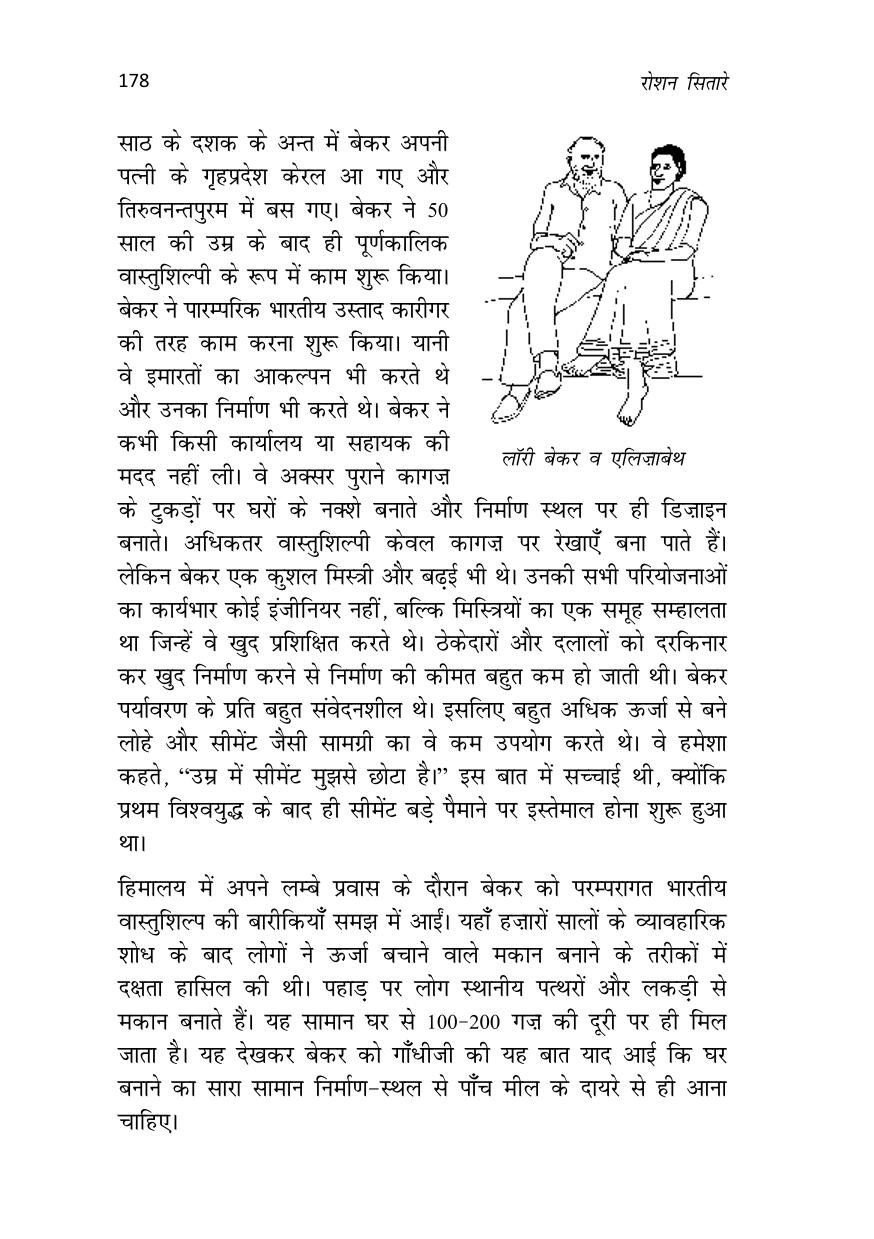 178
रोशन सितारे
साठ के दशक के अन्त में बेकर अपनी
पत्नी के गृहप्रदेश केरल आ गए और
तिरुवनन्तपुरम में बस गए। बेकर ने 50
साल की उम्र के बाद ही पूर्णकालिक
वास्तुशिल्पी के रूप में काम शुरू किया।
बेकर ने पारम्परिक भारतीय उस्ताद कारीगर
की तरह काम करना शुरू किया। यानी
वे इमारतों का आकल्पन भी करते थे
और उनका निर्माण भी करते थे। बेकर ने
कभी किसी कार्यालय या सहायक की
मदद नहीं ली। वे अक्सर पुराने कागज़
लॉरी बेकर व एलिज़ाबेथ
के टुकड़ों पर घरों के नक्शे बनाते और निर्माण स्थल पर ही डिज़ाइन
बनाते। अधिकतर वास्तुशिल्पी केवल कागज़ पर रेखाएँ बना पाते हैं।
लेकिन बेकर एक कुशल मिस्त्री और बढ़ई भी थे। उनकी सभी परियोजनाओं
का कार्यभार कोई इंजीनियर नहीं, बल्कि मिस्त्रियों का एक समूह सम्हालता
था जिन्हें वे खुद प्रशिक्षित करते थे। ठेकेदारों और दलालों को दरकिनार
कर खुद निर्माण करने से निर्माण की कीमत बहुत कम हो जाती थी। बेकर
पर्यावरण के प्रति बहुत संवेदनशील थे। इसलिए बहुत अधिक ऊर्जा से बने
लोहे और सीमेंट जैसी सामग्री का वे कम उपयोग करते थे। वे हमेशा
कहते, “उम्र में सीमेंट मुझसे छोटा है।” इस बात में सच्चाई थी, क्योंकि
प्रथम विश्वयुद्ध के बाद ही सीमेंट बड़े पैमाने पर इस्तेमाल होना शुरू हुआ
था।
हिमालय में अपने लम्बे प्रवास के दौरान बेकर को परम्परागत भारतीय
वास्तुशिल्प की बारीकियाँ समझ में आईं। यहाँ हज़ारों सालों के व्यावहारिक
शोध के बाद लोगों ने ऊर्जा बचाने वाले मकान बनाने के तरीकों में
दक्षता हासिल की थी। पहाड़ पर लोग स्थानीय पत्थरों और लकड़ी से
मकान बनाते हैं। यह सामान घर से 100-200 गज़ की दूरी पर ही मिल
जाता है। यह देखकर बेकर को गाँधीजी की यह बात याद आई कि घर
बनाने का सारा सामान निर्माण-स्थल से पाँच मील के दायरे से ही आना
चाहिए।